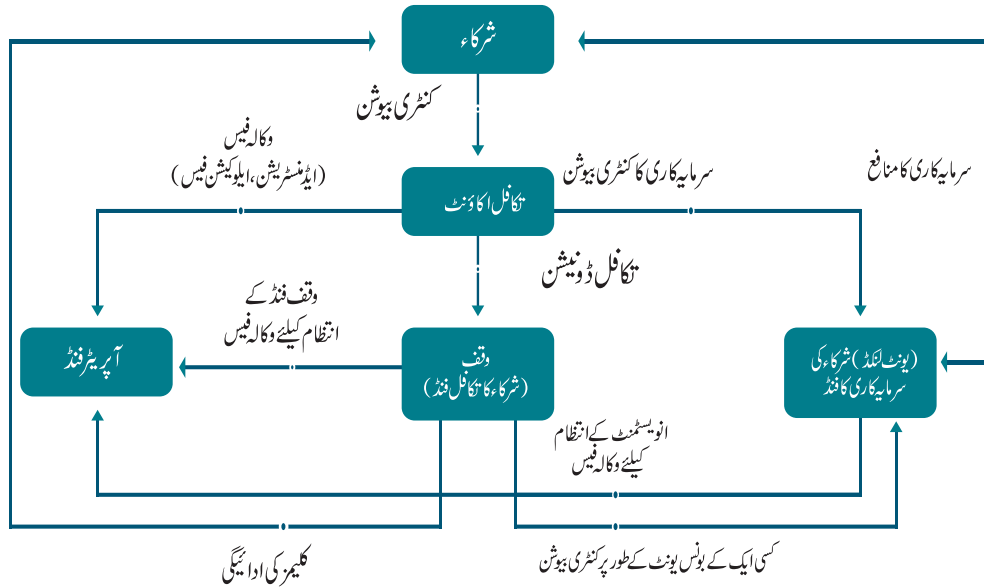 شرکاء
کنٹری بیوشن
وکالہ فیس
(ایڈمنسٹریشن، ایلوکیشن فیس)
سرمایہ کاری کا کنٹری بیوشن
سرمایہ کاری کا منافع
تکافل اکاؤنٹ
تکافل ڈونیشن
وقف فنڈ کے
انتظام کیلئے وکالہ فیس
آپریٹر فنڈ
وقف
(شرکاء کا تکافل فنڈ)
(یونٹ لنکڈ) شرکاء کی
سرمایہ کاری کا فنڈ
انویسٹمنٹ کے انتظام
کیلئے وکالہ فیس
کلیمز کی ادائیگی
کسی ایک کے بونس یونٹ کے طور پر کنٹری بیوشن